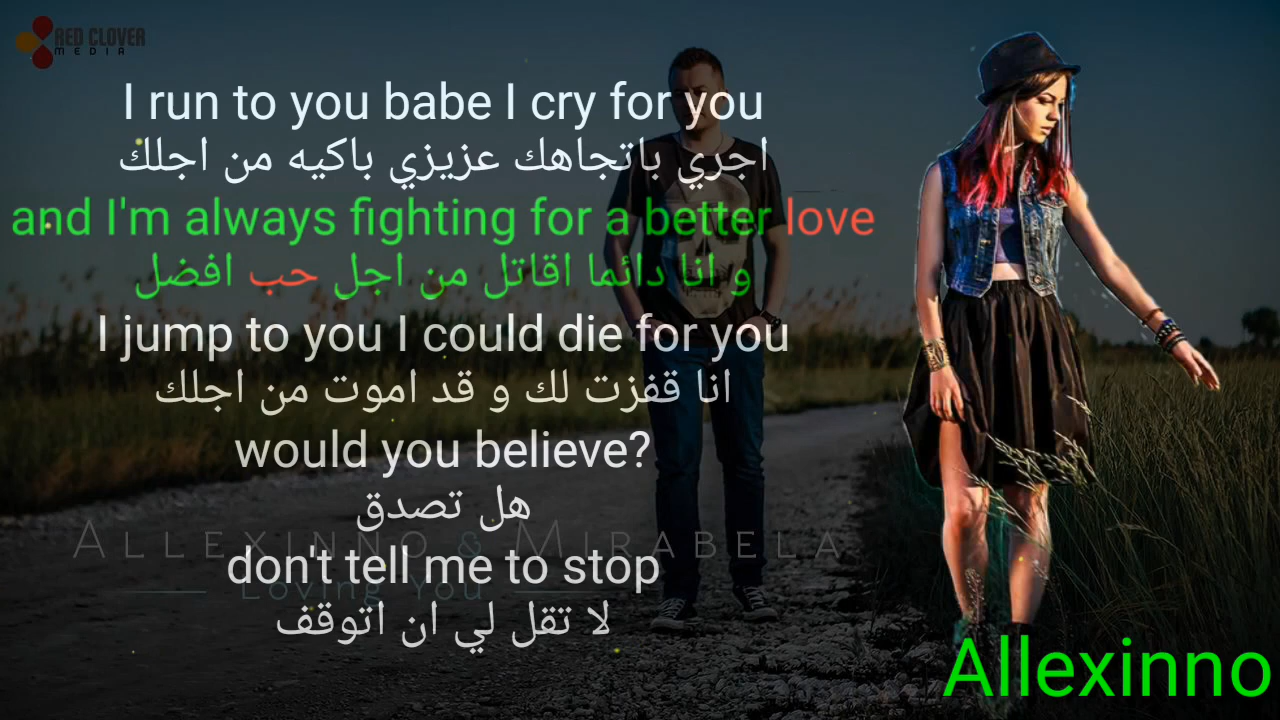 RED CLOVER
MEDIA
I run to you babe I cry for you
اجري باتجاهك عزيزي باكيه من اجلك
and I'm always fighting for a better love
و انا دائما اقاتل من اجل حب افضل
I jump to you I could die for you
انا قفزت لك و قد اموت من اجلك
would you believe?
هل تصدق
ALLEXINNO & MIRABELA
don't tell me to stop
Loving You
لا تقل لي ان اتوقف
Allexinno